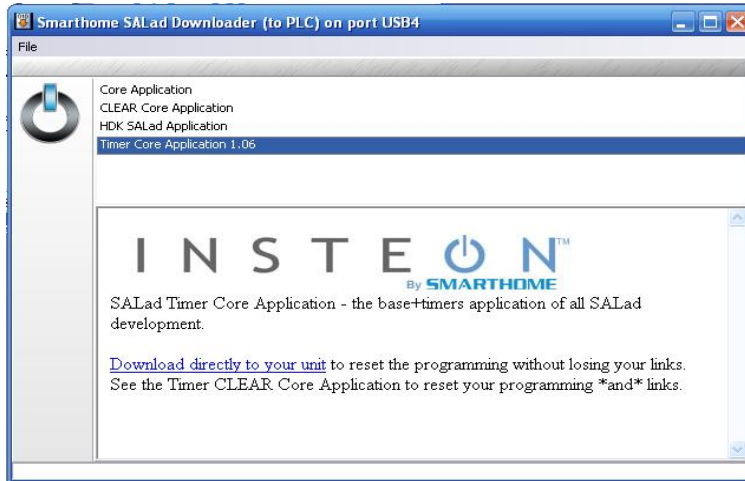 Smarthome SALad Downloader (to PLC) on port USB4
File
Core Application
CLEAR Core Application
HDK SALad Application
Timer Core Application 1.06
INSTEON™
By SMARTHOME
SALad Timer Core Application - the base+timers application of all SALad
development.
Download directly to your unit to reset the programming without losing your links.
See the Timer CLEAR Core Application to reset your programming *and* links.